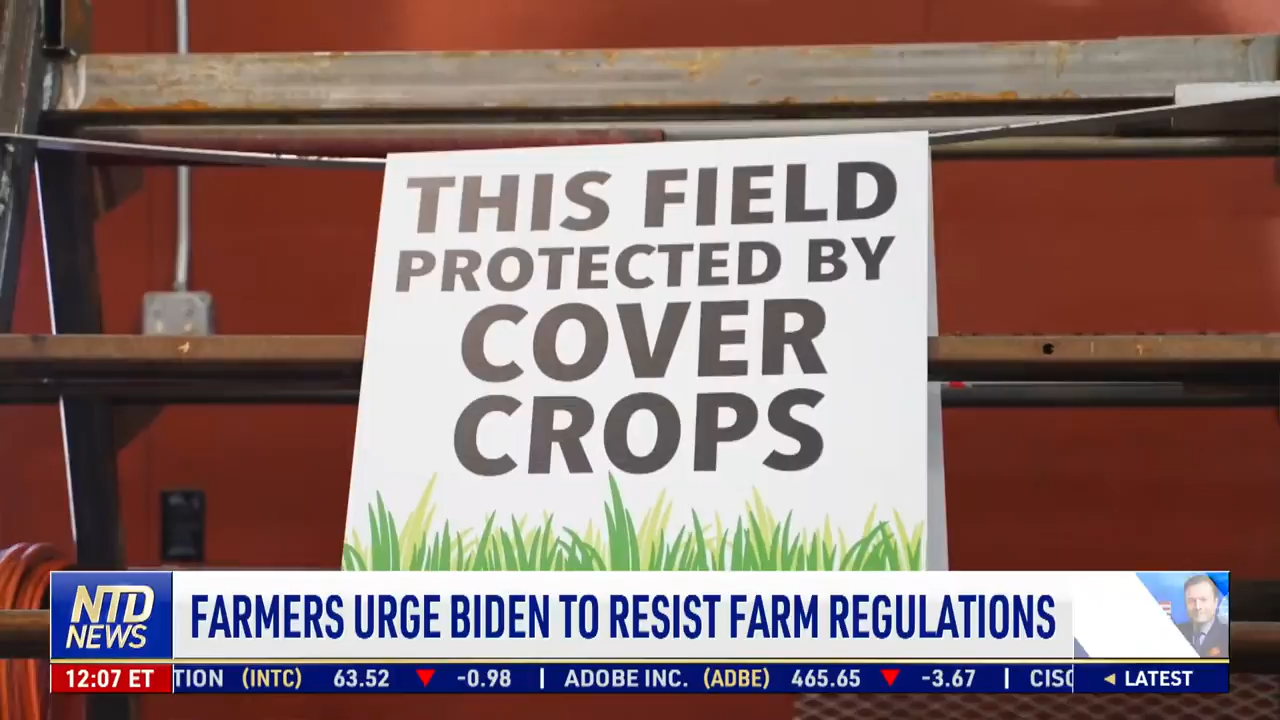 THIS FIELD
PROTECTED BY
COVER
CROPS
NTD
NEWS
FARMERS URGE BIDEN TO RESIST FARM REGULATIONS
12:07 ET
TION (INTC) 63.52 ▼ -0.98 | ADOBE INC. (ADBE) 465.65 ▼ -3.67 | CISC
◄ LATEST